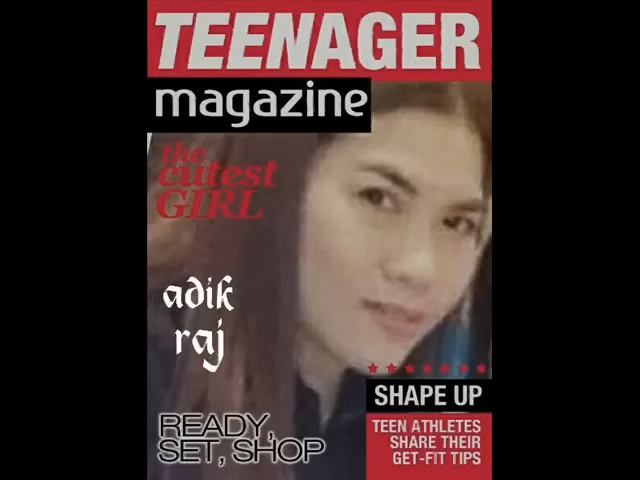 TEENAGER
magazine
the
cutest
GIRL
adik
raj
READY,
SET, SHOP
SHAPE UP
TEEN ATHLETES
SHARE THEIR
GET-FIT TIPS